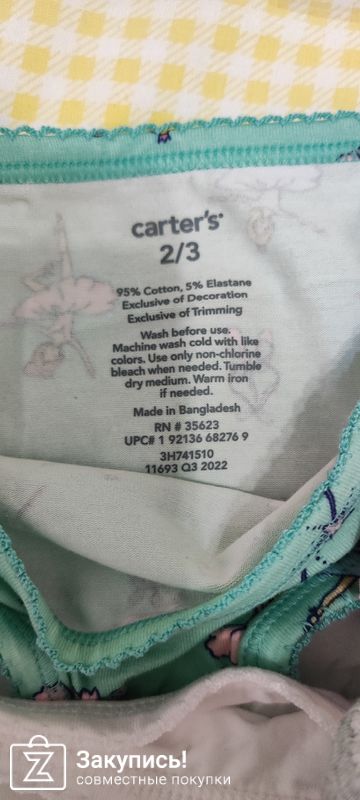 carter's
2/3
95% Cotton, 5% Elastane
Exclusive of Decoration
Exclusive of Trimming
Wash before use.
Machine wash cold with like
colors. Use only non-chlorine
bleach when needed. Tumble
dry medium. Warm iron
if needed.
Made in Bangladesh
RN # 35623
UPC# 1 92136 68276 9
3H741510
11693 Q3 2022
Закупись!
совместные покупки